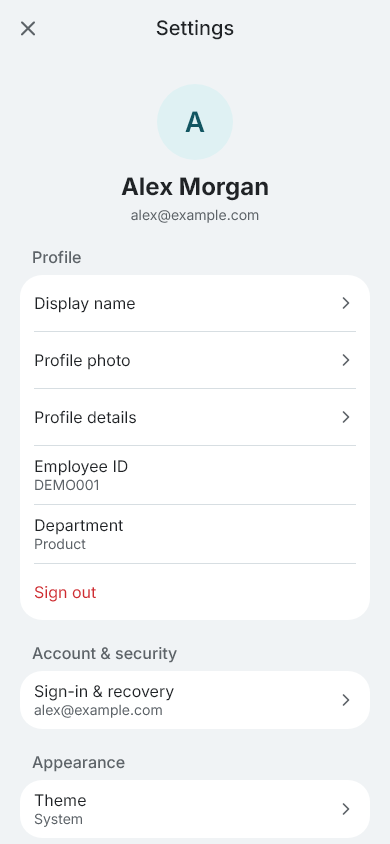 Settings
A
Alex Morgan
alex@example.com
Profile
Display name
Profile photo
Profile details
Employee ID
DEMO001
Department
Product
Sign out
Account & security
Sign-in & recovery
alex@example.com
Appearance
Theme
System